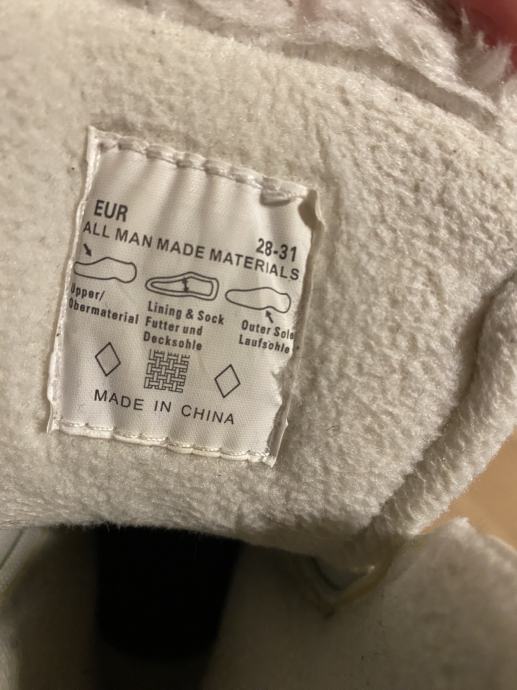 EUR 28-31
ALL MAN MADE MATERIALS
Upper/
Obermaterial
Lining & Sock
Futter und
Decksohle
Outer Sole
Laufsohle
MADE IN CHINA